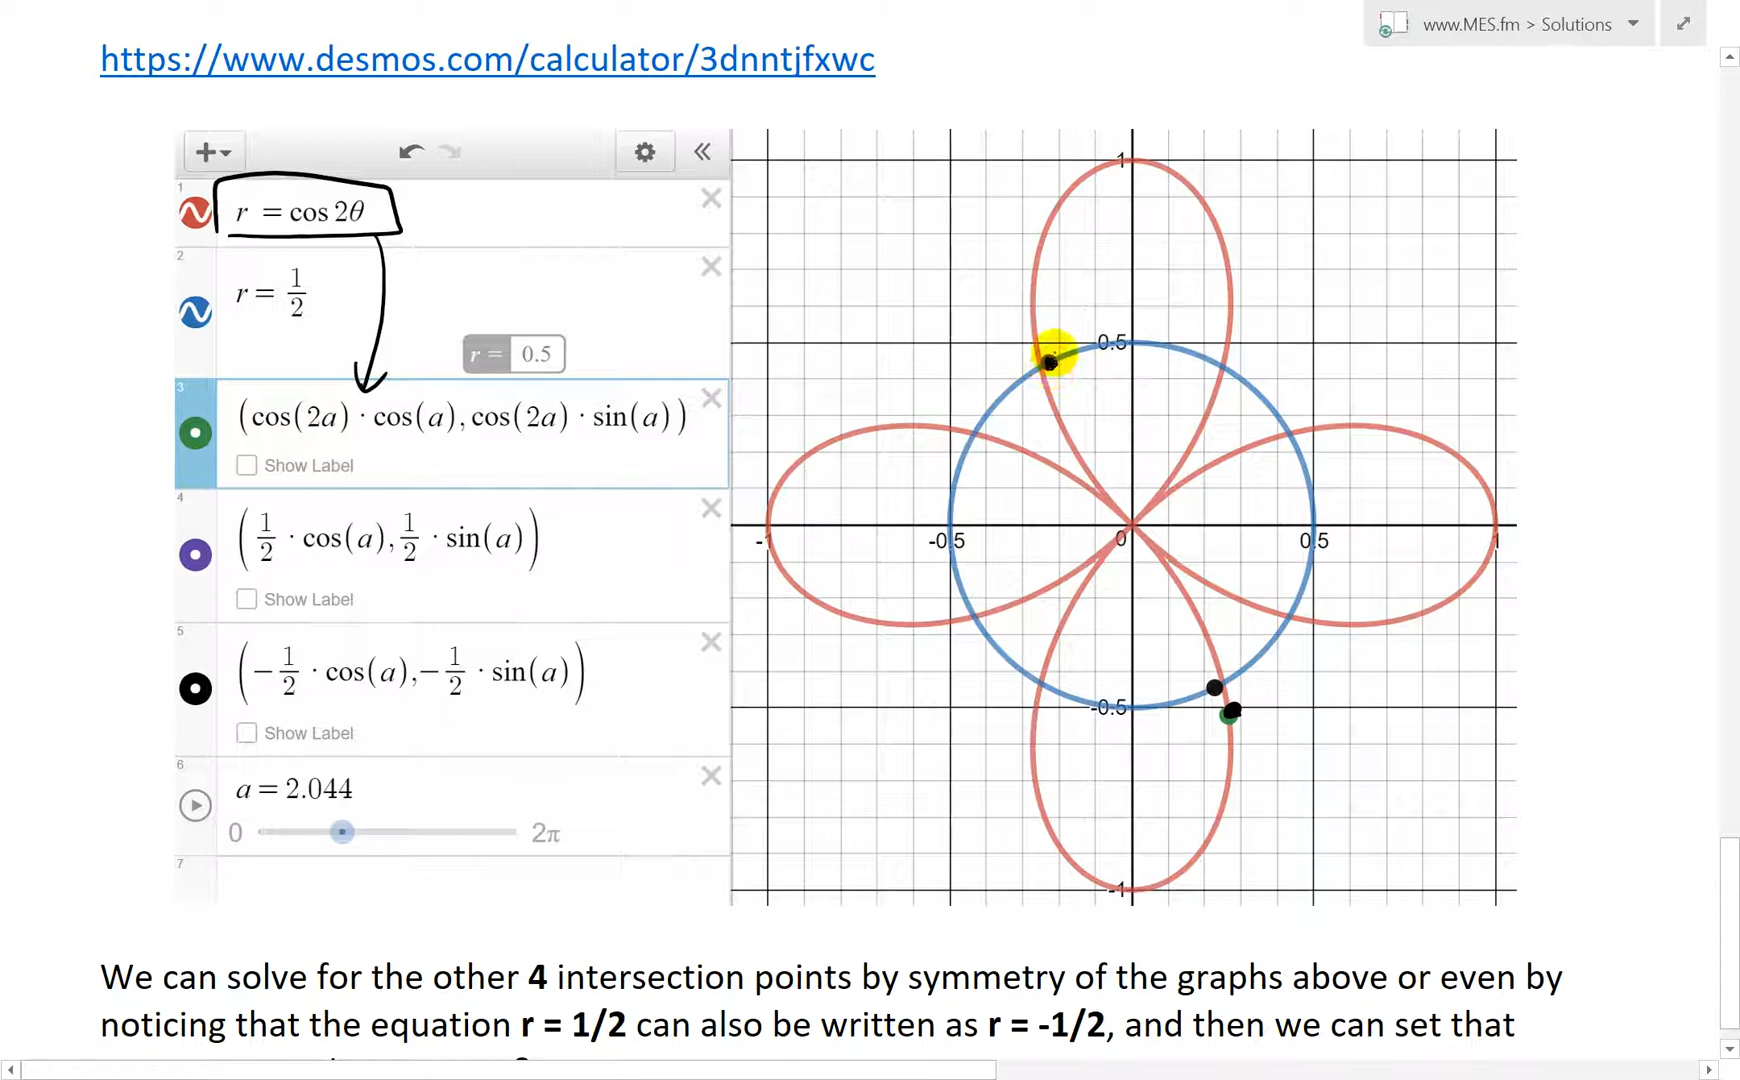 www.MES.fm > Solutions
https://www.desmos.com/calculator/3dnntjfxwc
1
r = cos 2θ
2
r = 1/2
r = 0.5
3
(cos(2a) · cos(a), cos(2a) · sin(a))
Show Label
4
(1/2 · cos(a), 1/2 · sin(a))
Show Label
5
(-1/2 · cos(a), -1/2 · sin(a))
Show Label
6
a = 2.044
0 2π
7
1
0.5
-1 -0.5 0 0.5 1
-0.5
-1
We can solve for the other 4 intersection points by symmetry of the graphs above or even by
noticing that the equation r = 1/2 can also be written as r = -1/2, and then we can set that